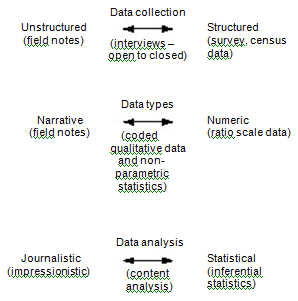 Data collection
Unstructured
(field notes)
(interviews –
open to closed)
Structured
(survey, census
data)
Data types
Narrative
(field notes)
(coded
qualitative data
and non-
parametric
statistics)
Numeric
(ratio scale data)
Data analysis
Journalistic
(impressionistic)
(content
analysis)
Statistical
(inferential
statistics)